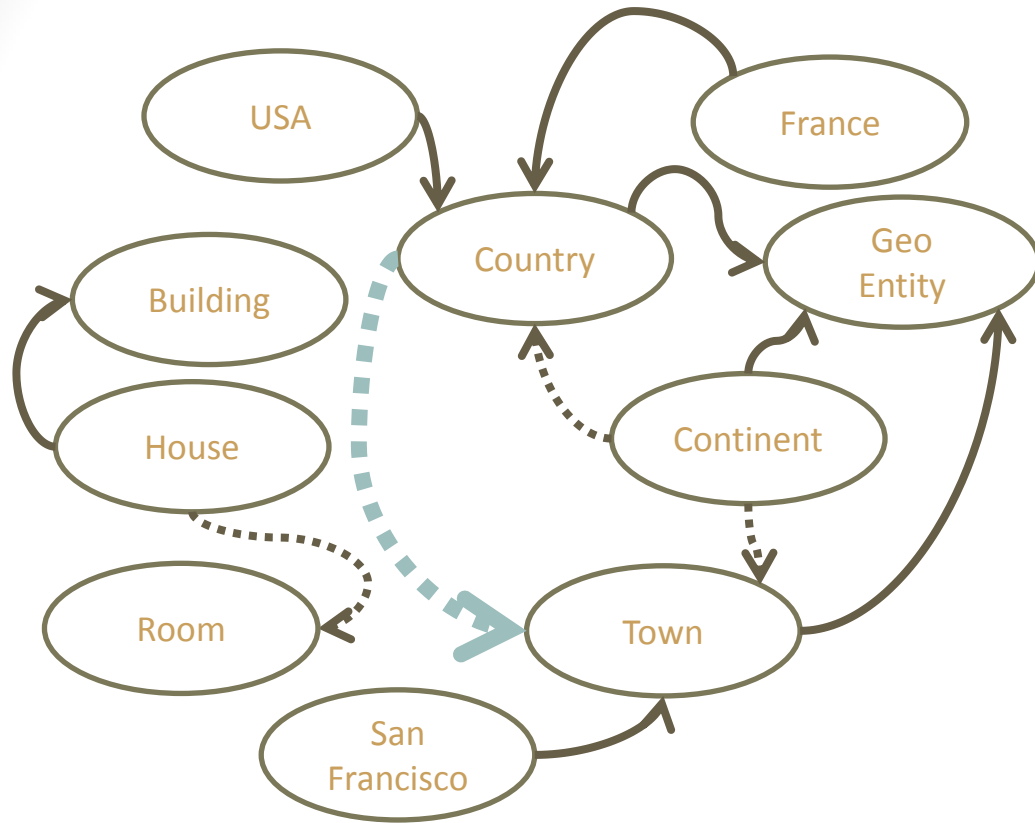 USA
France
Country
Geo
Entity
Building
House
Continent
Room
Town
San
Francisco